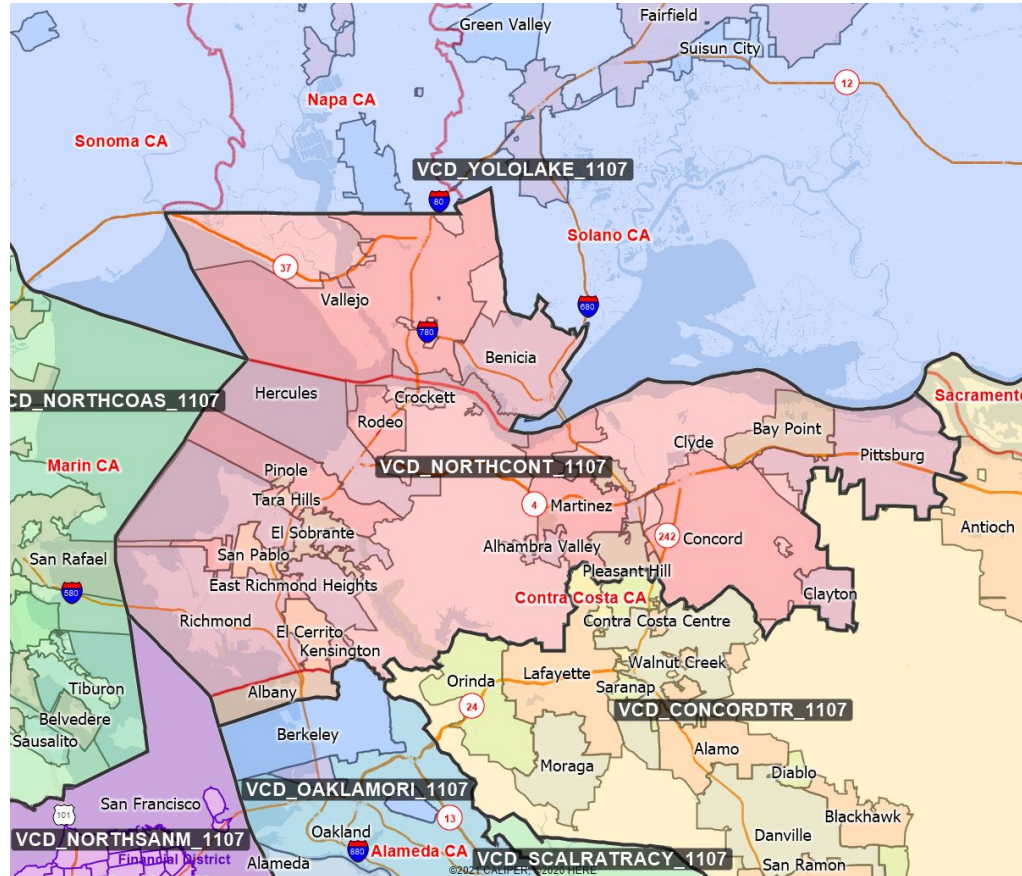 Green Valley
Fairfield
Suisun City
12
Napa CA
Sonoma CA
VCD_YOLOLAKE_1107
80
Solano CA
37
Vallejo
680
780
Benicia
Hercules
Crockett
CD_NORTHCOAS_1107
Rodeo
Sacramento
Bay Point
Clyde
Pittsburg
Marin CA
Pinole
VCD_NORTHCONT_1107
Tara Hills
4
Martinez
Antioch
El Sobrante
242
Concord
San Rafael
San Pablo
Alhambra Valley
Pleasant Hill
580
East Richmond Heights
Clayton
Contra Costa CA
Richmond
El Cerrito
Contra Costa Centre
Kensington
Walnut Creek
Lafayette
Orinda
Saranap
Tiburon
Albany
24
VCD_CONCORDTR_1107
Belvedere
Berkeley
Sausalito
Alamo
Moraga
Diablo
VCD_OAKLAMORI_1107
San Francisco
101
13
Blackhawk
VCD_NORTHSANM_1107
Oakland
Danville
880
Alameda CA
Financial District
Alameda
VCD_SCALRATRACY_1107
San Ramon
©2021 CALIPER; ©2020 HERE